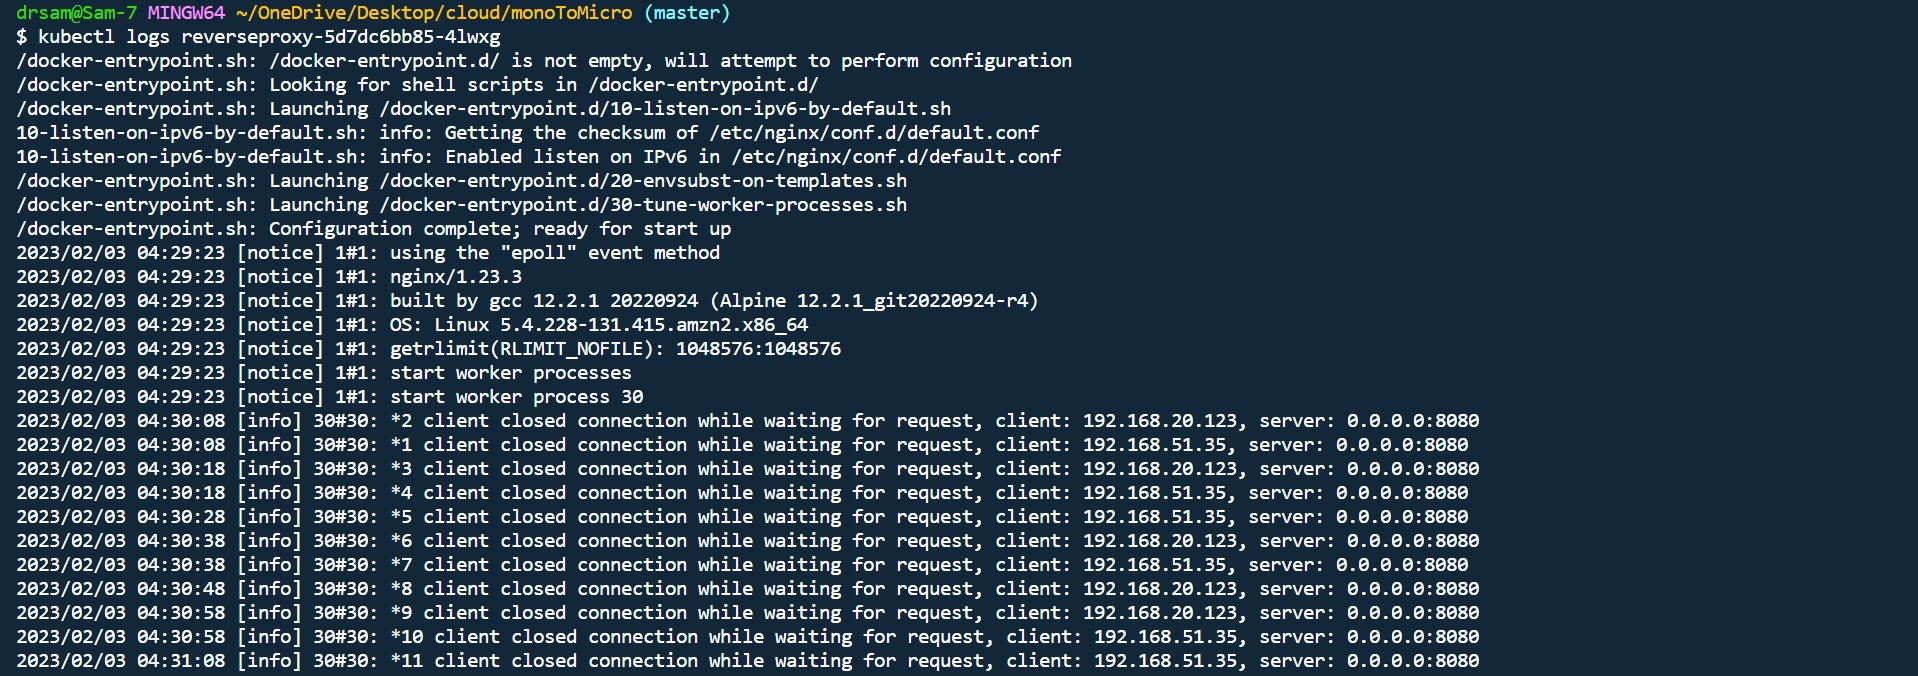 drsam@Sam-7 MINGW64 ~/OneDrive/Desktop/cloud/monoToMicro (master)
$ kubectl logs reverseproxy-5d7dc6bb85-4lwxg
/docker-entrypoint.sh: /docker-entrypoint.d/ is not empty, will attempt to perform configuration
/docker-entrypoint.sh: Looking for shell scripts in /docker-entrypoint.d/
/docker-entrypoint.sh: Launching /docker-entrypoint.d/10-listen-on-ipv6-by-default.sh
10-listen-on-ipv6-by-default.sh: info: Getting the checksum of /etc/nginx/conf.d/default.conf
10-listen-on-ipv6-by-default.sh: info: Enabled listen on IPv6 in /etc/nginx/conf.d/default.conf
/docker-entrypoint.sh: Launching /docker-entrypoint.d/20-envsubst-on-templates.sh
/docker-entrypoint.sh: Launching /docker-entrypoint.d/30-tune-worker-processes.sh
/docker-entrypoint.sh: Configuration complete; ready for start up
2023/02/03 04:29:23 [notice] 1#1: using the "epoll" event method
2023/02/03 04:29:23 [notice] 1#1: nginx/1.23.3
2023/02/03 04:29:23 [notice] 1#1: built by gcc 12.2.1 20220924 (Alpine 12.2.1_git20220924-r4)
2023/02/03 04:29:23 [notice] 1#1: OS: Linux 5.4.228-131.415.amzn2.x86_64
2023/02/03 04:29:23 [notice] 1#1: getrlimit(RLIMIT_NOFILE): 1048576:1048576
2023/02/03 04:29:23 [notice] 1#1: start worker processes
2023/02/03 04:29:23 [notice] 1#1: start worker process 30
2023/02/03 04:30:08 [info] 30#30: *2 client closed connection while waiting for request, client: 192.168.20.123, server: 0.0.0.0:8080
2023/02/03 04:30:08 [info] 30#30: *1 client closed connection while waiting for request, client: 192.168.51.35, server: 0.0.0.0:8080
2023/02/03 04:30:18 [info] 30#30: *3 client closed connection while waiting for request, client: 192.168.20.123, server: 0.0.0.0:8080
2023/02/03 04:30:18 [info] 30#30: *4 client closed connection while waiting for request, client: 192.168.51.35, server: 0.0.0.0:8080
2023/02/03 04:30:28 [info] 30#30: *5 client closed connection while waiting for request, client: 192.168.51.35, server: 0.0.0.0:8080
2023/02/03 04:30:38 [info] 30#30: *6 client closed connection while waiting for request, client: 192.168.20.123, server: 0.0.0.0:8080
2023/02/03 04:30:38 [info] 30#30: *7 client closed connection while waiting for request, client: 192.168.51.35, server: 0.0.0.0:8080
2023/02/03 04:30:48 [info] 30#30: *8 client closed connection while waiting for request, client: 192.168.20.123, server: 0.0.0.0:8080
2023/02/03 04:30:58 [info] 30#30: *9 client closed connection while waiting for request, client: 192.168.20.123, server: 0.0.0.0:8080
2023/02/03 04:30:58 [info] 30#30: *10 client closed connection while waiting for request, client: 192.168.51.35, server: 0.0.0.0:8080
2023/02/03 04:31:08 [info] 30#30: *11 client closed connection while waiting for request, client: 192.168.51.35, server: 0.0.0.0:8080